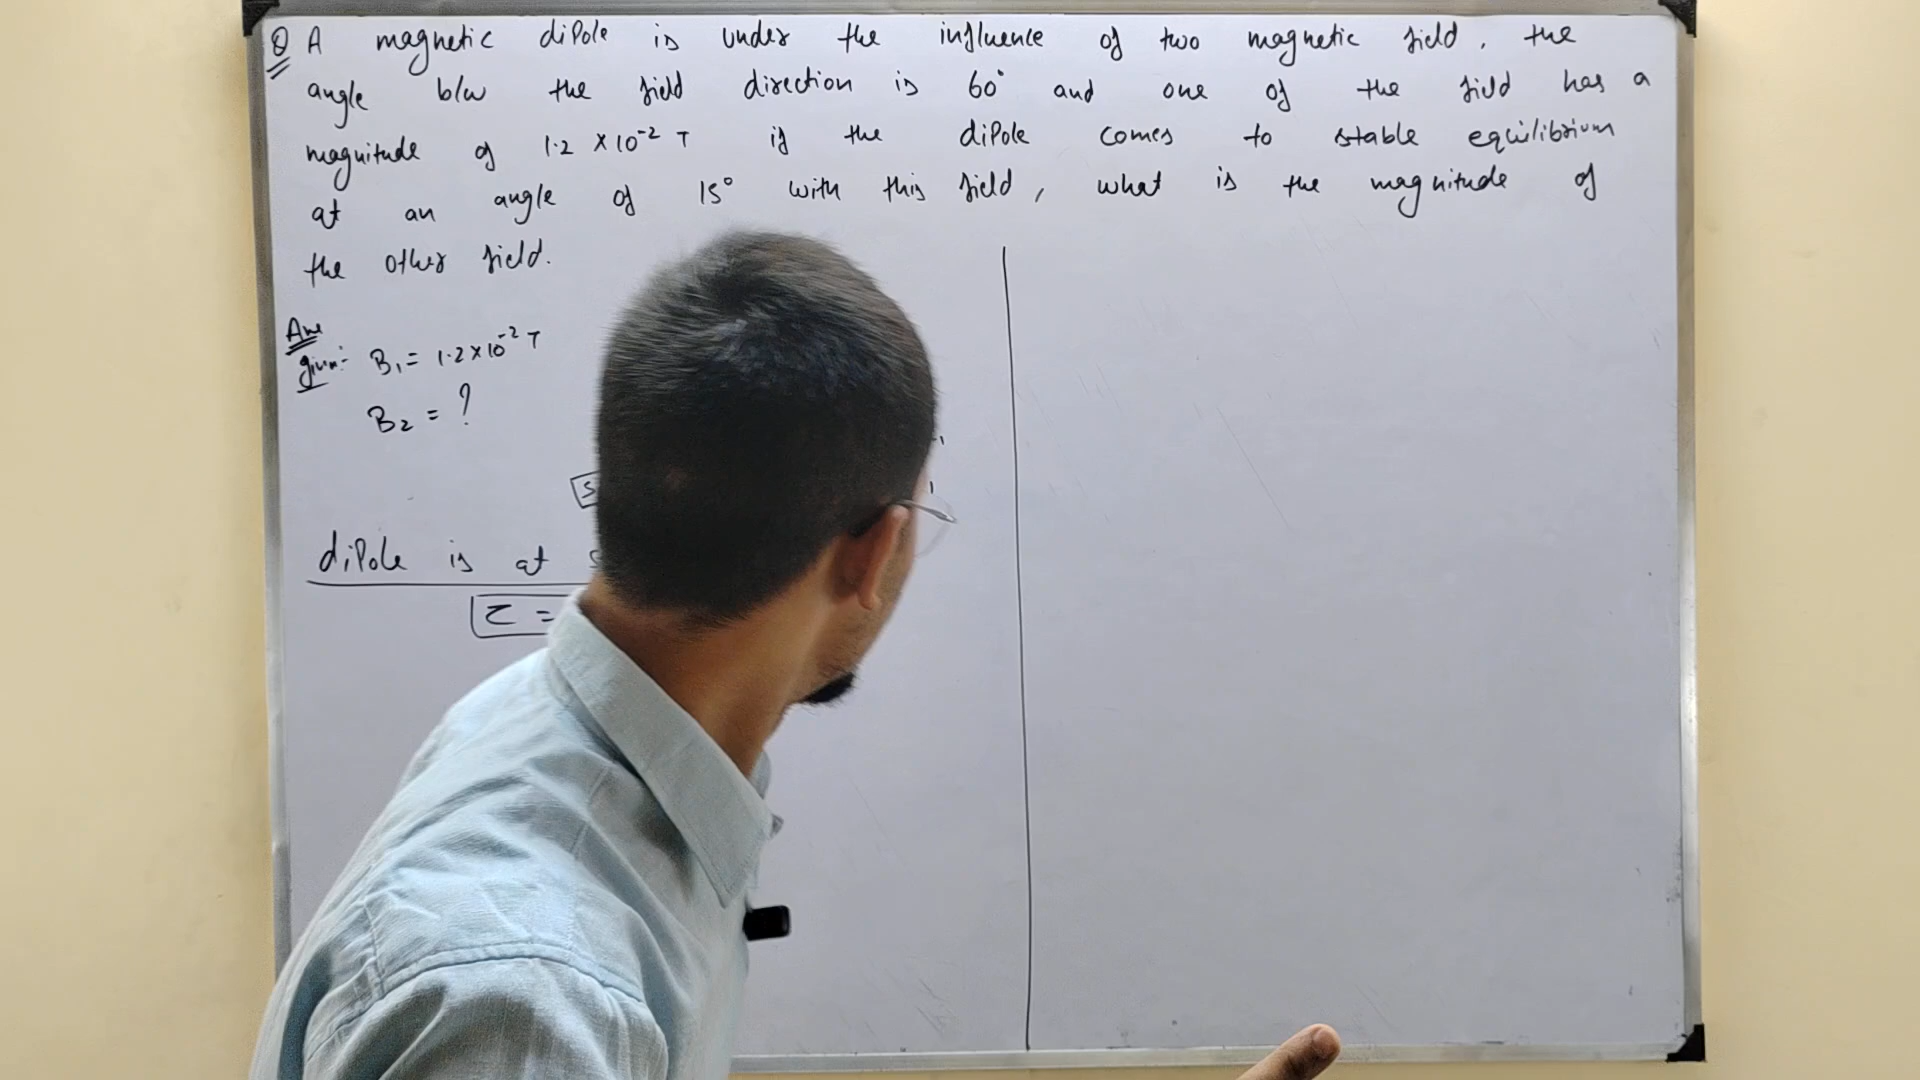 Q A magnetic dipole is under the influence of two magnetic field. the
angle b/w the field direction is 60° and one of the field has a
magnitude of 1.2 × 10⁻² T if the dipole comes to stable equilibrium
at an angle of 15° with this field, what is the magnitude of
the other field.
Ans
given:- B₁ = 1.2 × 10⁻² T
B₂ = ?
dipole is at
τ =